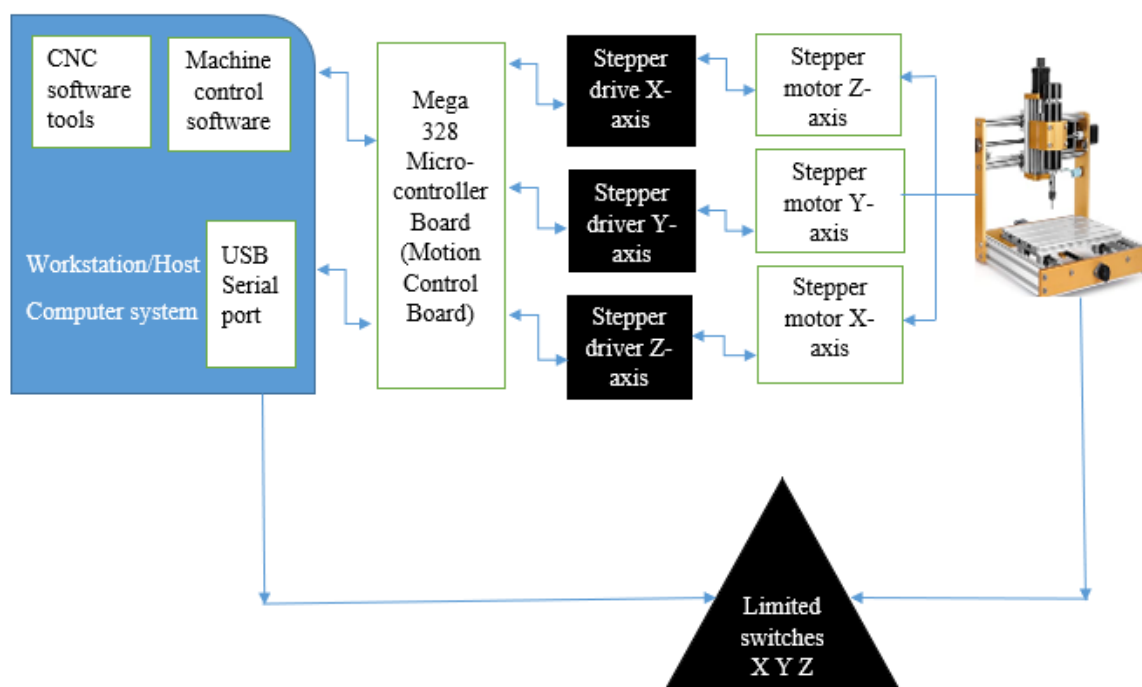 CNC
software
tools
Machine
control
software
Workstation/Host
Computer system
USB
Serial
port
Mega
328
Micro-
controller
Board
(Motion
Control
Board)
Stepper
drive X-
axis
Stepper
motor Z-
axis
Stepper
driver Y-
axis
Stepper
motor Y-
axis
Stepper
driver Z-
axis
Stepper
motor X-
axis
Limited
switches
X Y Z